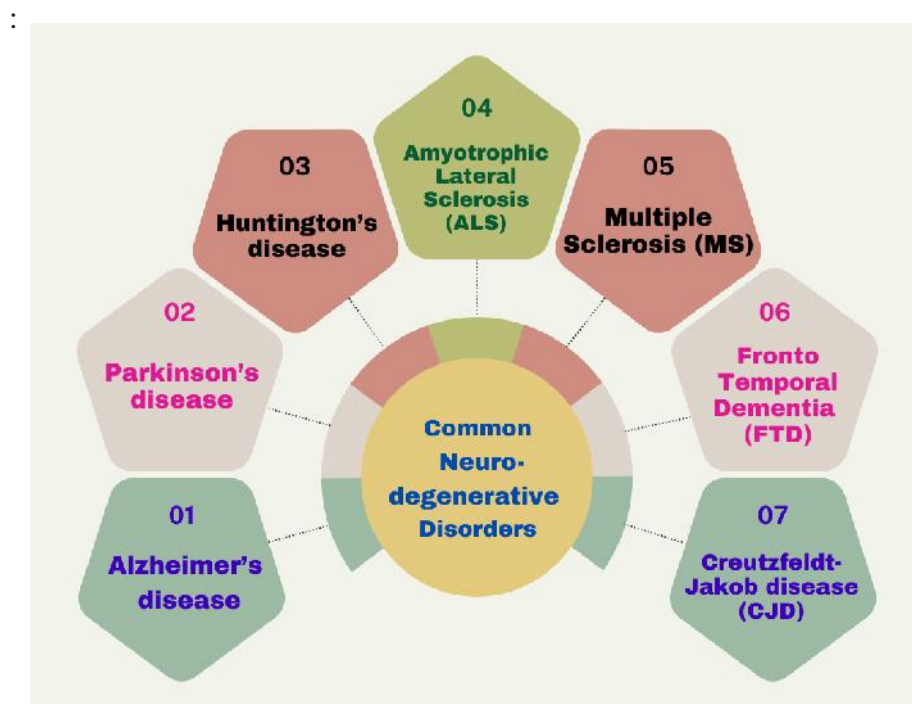 :
01
Alzheimer's
disease
02
Parkinson's
disease
03
Huntington's
disease
04
Amyotrophic
Lateral
Sclerosis
(ALS)
05
Multiple
Sclerosis (MS)
06
Fronto
Temporal
Dementia
(FTD)
07
Creutzfeldt-
Jakob disease
(CJD)
Common
Neuro-
degenerative
Disorders